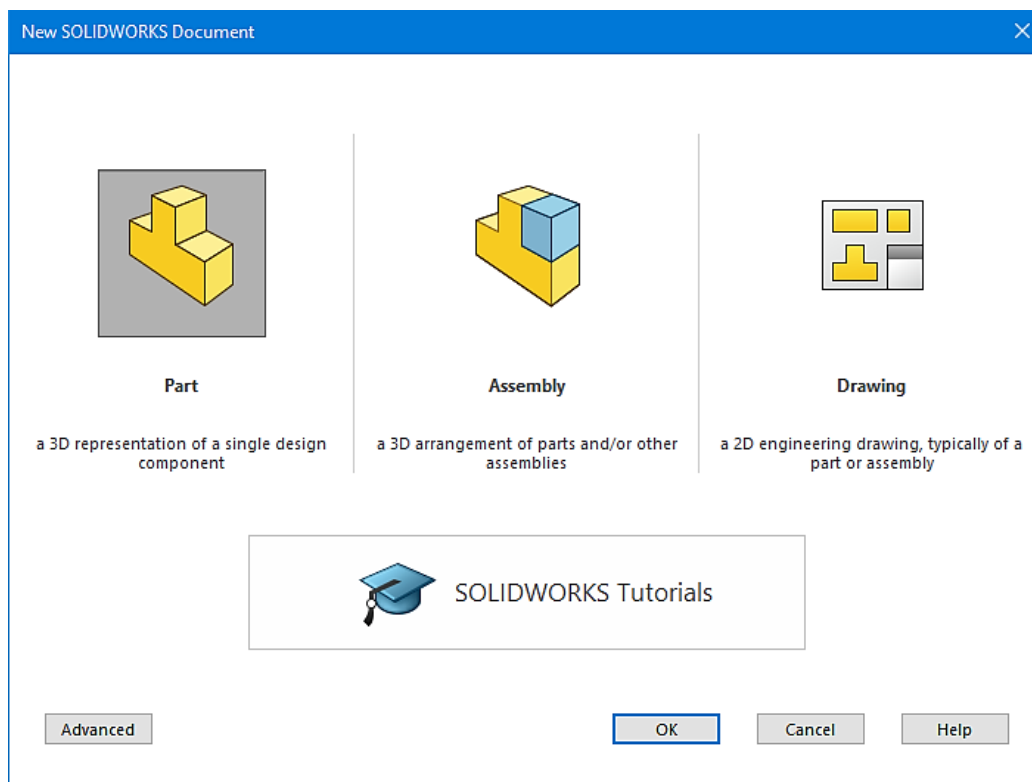 New SOLIDWORKS Document
Part
a 3D representation of a single design
component
Assembly
a 3D arrangement of parts and/or other
assemblies
Drawing
a 2D engineering drawing, typically of a
part or assembly
SOLIDWORKS Tutorials
Advanced
OK
Cancel
Help